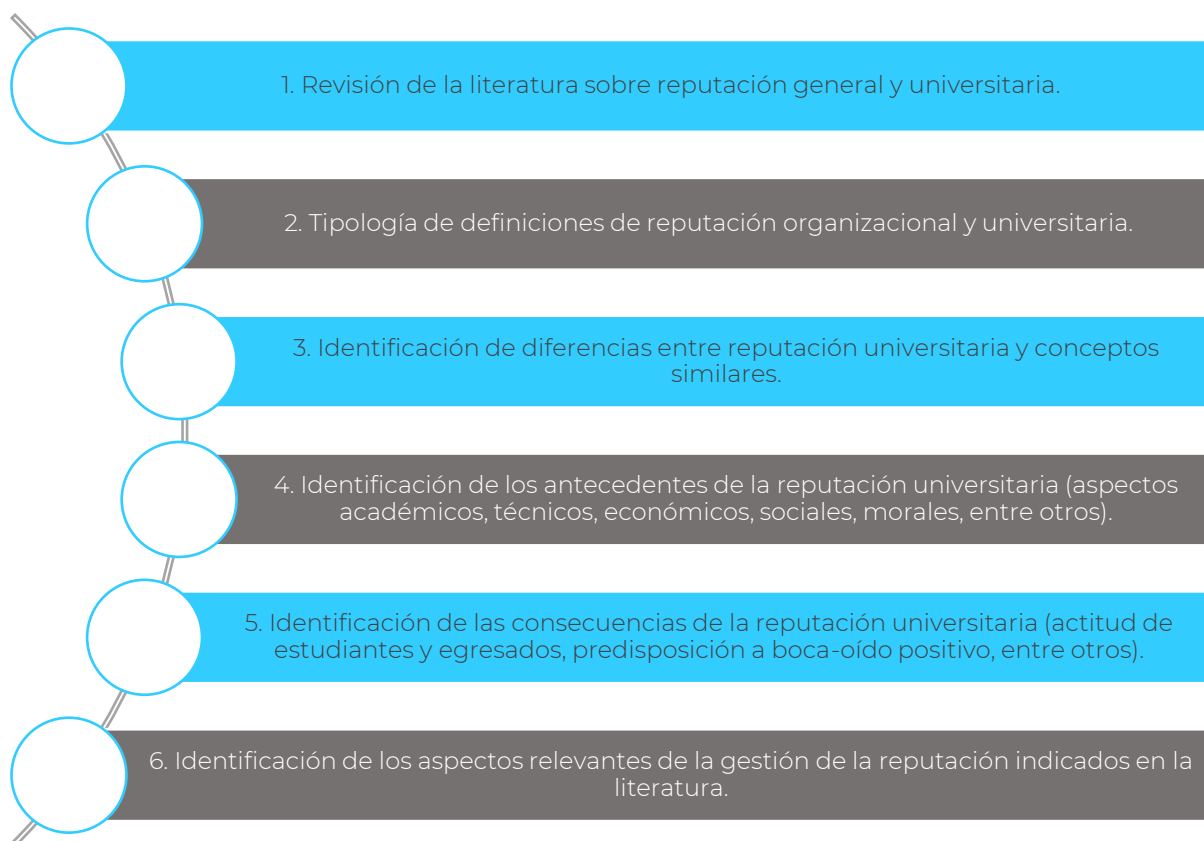 1. Revisión de la literatura sobre reputación general y universitaria.
2. Tipología de definiciones de reputación organizacional y universitaria.
3. Identificación de diferencias entre reputación universitaria y conceptos
similares.
4. Identificación de los antecedentes de la reputación universitaria (aspectos
académicos, técnicos, económicos, sociales, morales, entre otros).
5. Identificación de las consecuencias de la reputación universitaria (actitud de
estudiantes y egresados, predisposición a boca-oído positivo, entre otros).
6. Identificación de los aspectos relevantes de la gestión de la reputación indicados en la
literatura.